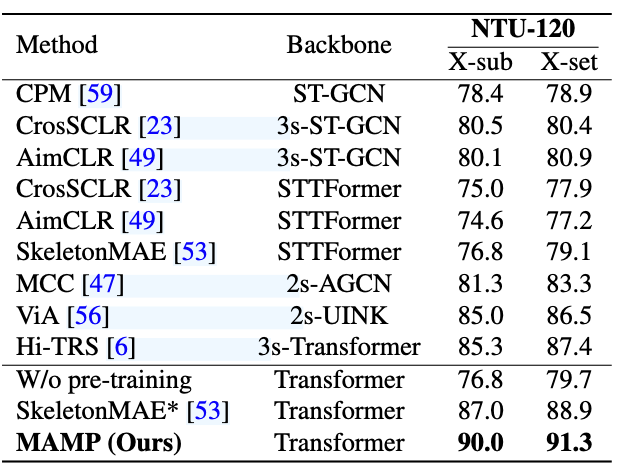 Method Backbone NTU-120
X-sub X-set
CPM [59] ST-GCN 78.4 78.9
CrosSCLR [23] 3s-ST-GCN 80.5 80.4
AimCLR [49] 3s-ST-GCN 80.1 80.9
CrosSCLR [23] STTFormer 75.0 77.9
AimCLR [49] STTFormer 74.6 77.2
SkeletonMAE [53] STTFormer 76.8 79.1
MCC [47] 2s-AGCN 81.3 83.3
ViA [56] 2s-UINK 85.0 86.5
Hi-TRS [6] 3s-Transformer 85.3 87.4
W/o pre-training Transformer 76.8 79.7
SkeletonMAE* [53] Transformer 87.0 88.9
MAMP (Ours) Transformer 90.0 91.3